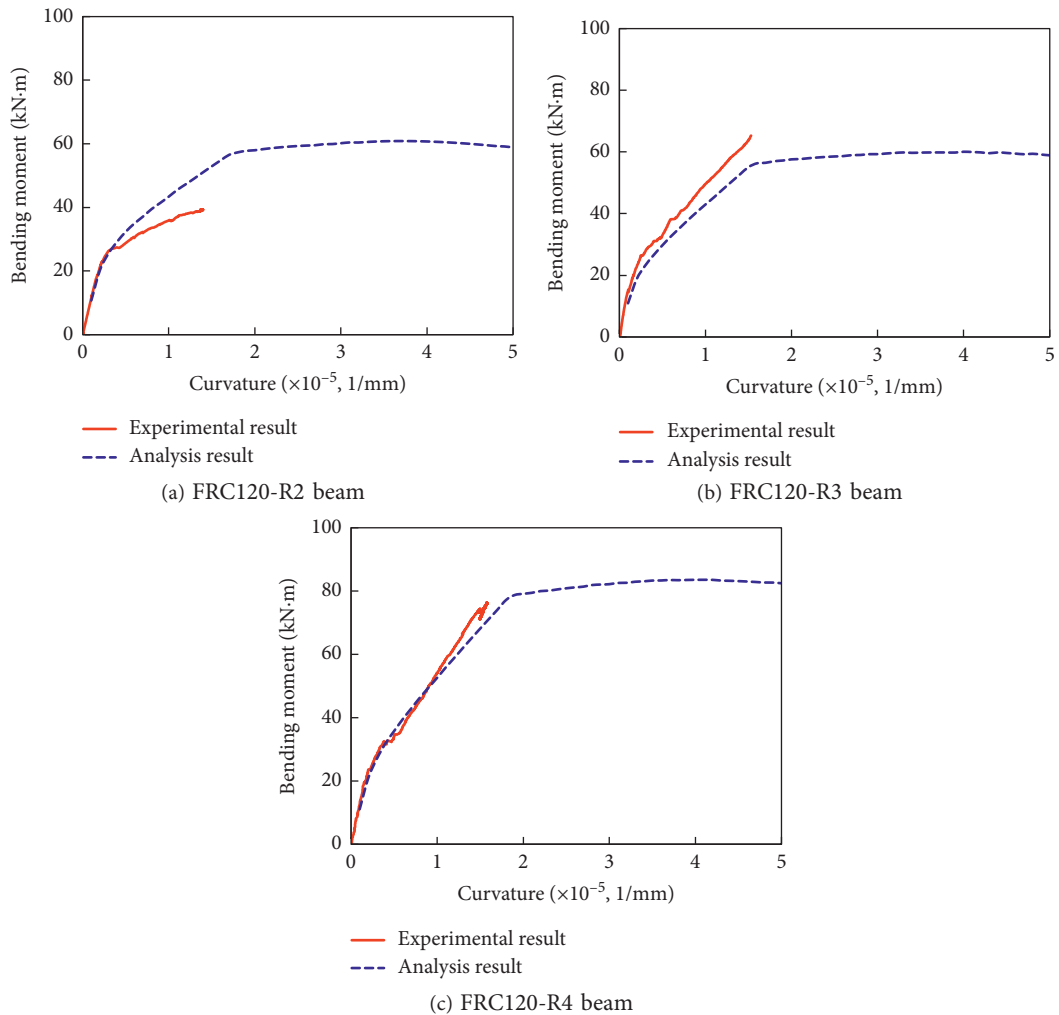 100
80
60
40
20
0
Bending moment (kN·m)
0 1 2 3 4 5
Curvature (×10⁻⁵, 1/mm)
Experimental result
Analysis result
(a) FRC120-R2 beam
100
80
60
40
20
0
Bending moment (kN·m)
0 1 2 3 4 5
Curvature (×10⁻⁵, 1/mm)
Experimental result
Analysis result
(b) FRC120-R3 beam
100
80
60
40
20
0
Bending moment (kN·m)
0 1 2 3 4 5
Curvature (×10⁻⁵, 1/mm)
Experimental result
Analysis result
(c) FRC120-R4 beam